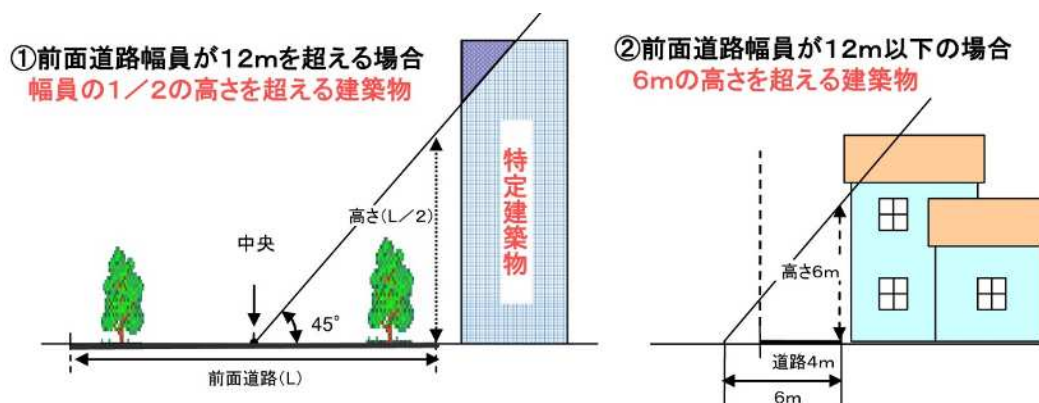 ①前面道路幅員が12mを超える場合
幅員の1/2の高さを超える建築物
特定建築物
高さ(L/2)
中央
45°
前面道路(L)
②前面道路幅員が12m以下の場合
6mの高さを超える建築物
高さ6m
道路4m
6m